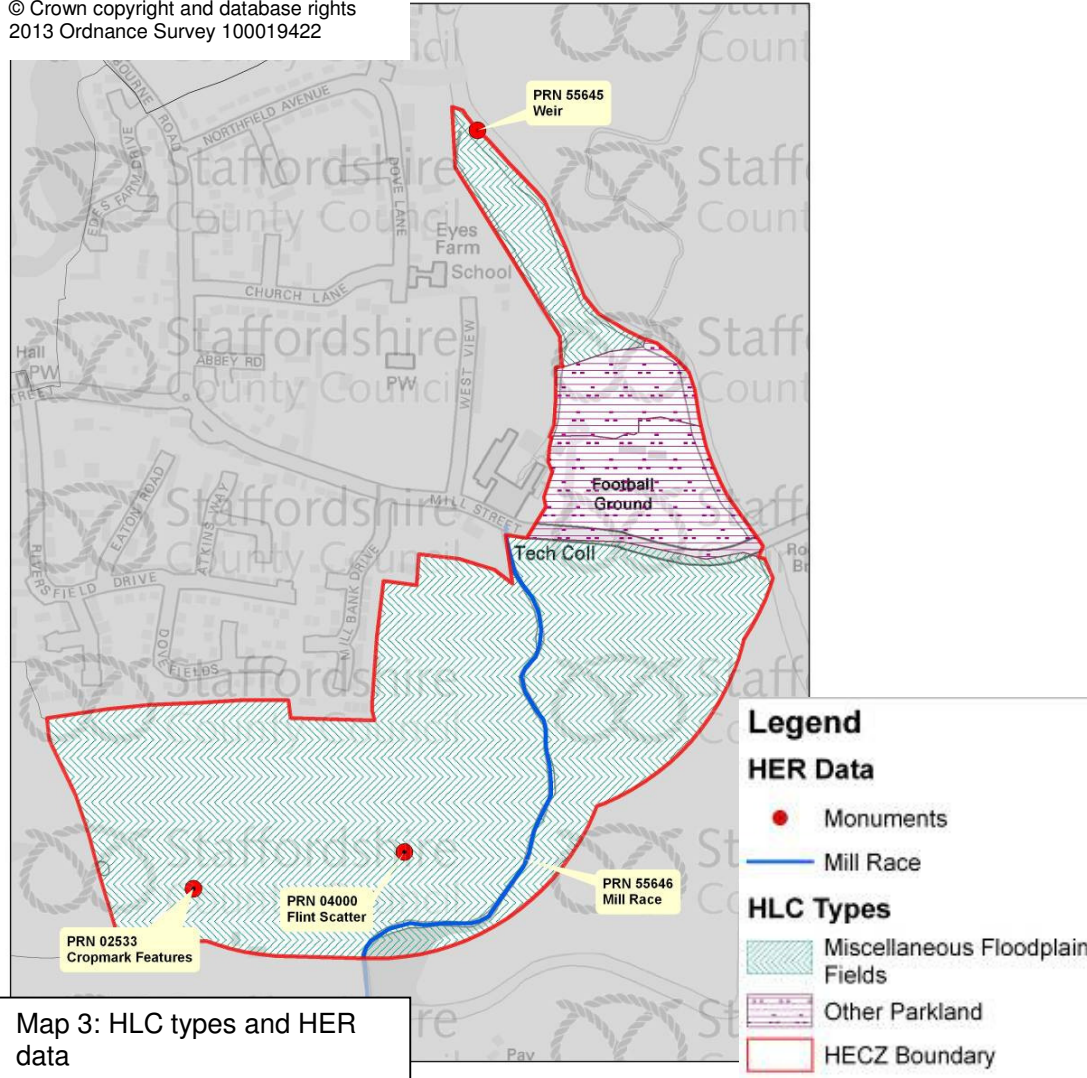 © Crown copyright and database rights
2013 Ordnance Survey 100019422
PRN 55645
Weir
BOURNE ROAD
NORTHFIELD AVENUE
EDIES FARM DRIVE
DOVE LANE
Eyes
Farm
School
CHURCH LANE
WEST VIEW
ABBEY RD
Hall
PW
PW
TREET
Football
Ground
MILL STREET
Tech Coll
EATON ROAD
ATKINS WAY
RIVERSFIELD DRIVE
MILLBANK DRIVE
DOVE
FIELDS
Staffordshire
County Council
PRN 04000
Flint Scatter
PRN 02533
Cropmark Features
PRN 55646
Mill Race
Pav
Legend
HER Data
Monuments
Mill Race
HLC Types
Miscellaneous Floodplain
Fields
Other Parkland
HECZ Boundary
Map 3: HLC types and HER
data